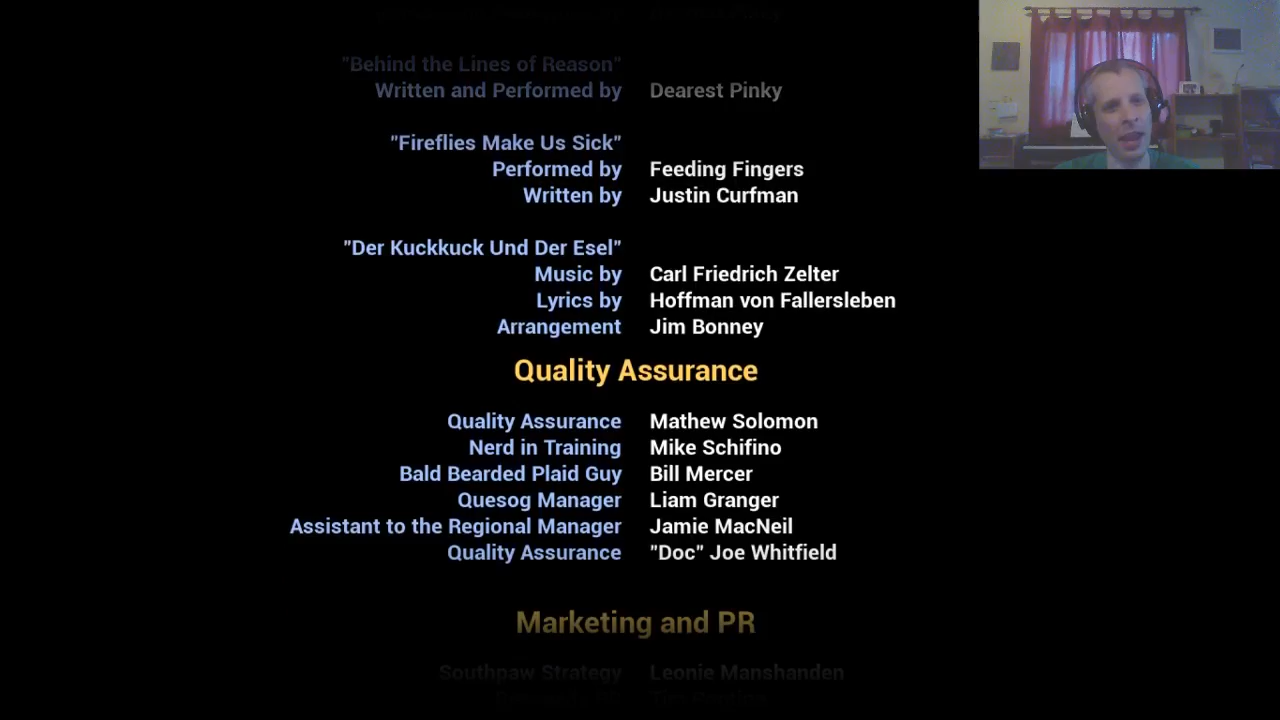 "Behind the Lines of Reason"
Written and Performed by Dearest Pinky
"Fireflies Make Us Sick"
Performed by Feeding Fingers
Written by Justin Curfman
"Der Kuckkuck Und Der Esel"
Music by Carl Friedrich Zelter
Lyrics by Hoffman von Fallersleben
Arrangement Jim Bonney
Quality Assurance
Quality Assurance Mathew Solomon
Nerd in Training Mike Schifino
Bald Bearded Plaid Guy Bill Mercer
Quesog Manager Liam Granger
Assistant to the Regional Manager Jamie MacNeil
Quality Assurance "Doc" Joe Whitfield
Marketing and PR
Southpaw Strategy Leonie Manshanden